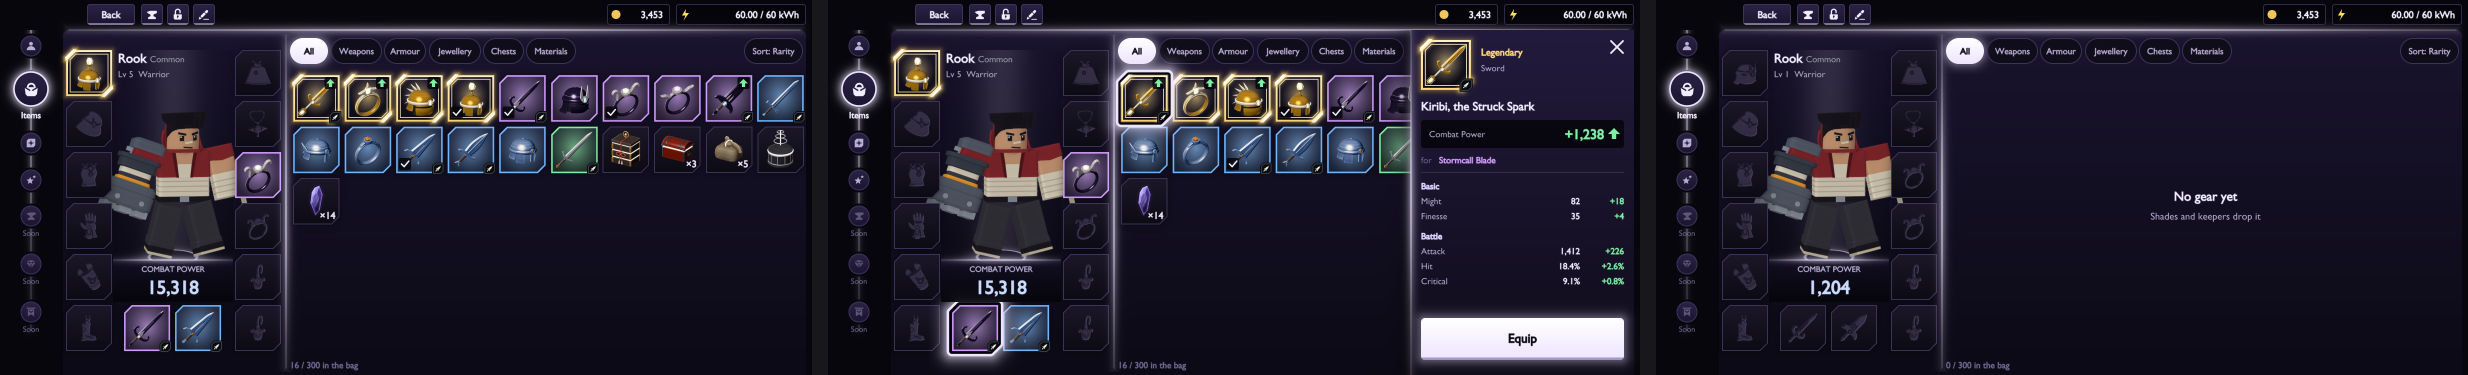 Back
3,453
60.00 / 60 kWh
Rook Common
Lv 5 Warrior
All
Weapons
Armour
Jewellery
Chests
Materials
Sort: Rarity
Items
×3
×5
×14
Soon
Soon
Soon
COMBAT POWER
15,318
16 / 300 in the bag
Back
3,453
60.00 / 60 kWh
Rook Common
Lv 5 Warrior
All
Weapons
Armour
Jewellery
Chests
Materials
Items
×14
Soon
Soon
Soon
COMBAT POWER
15,318
16 / 300 in the bag
Legendary
Sword
Kiribi, the Struck Spark
Combat Power +1,238
for Stormcall Blade
Basic
Might 82 +18
Finesse 35 +4
Battle
Attack 1,412 +226
Hit 18.4% +2.6%
Critical 9.1% +0.8%
Equip
Back
3,453
60.00 / 60 kWh
Rook Common
Lv 1 Warrior
All
Weapons
Armour
Jewellery
Chests
Materials
Sort: Rarity
Items
No gear yet
Shades and keepers drop it
Soon
Soon
Soon
COMBAT POWER
1,204
0 / 300 in the bag